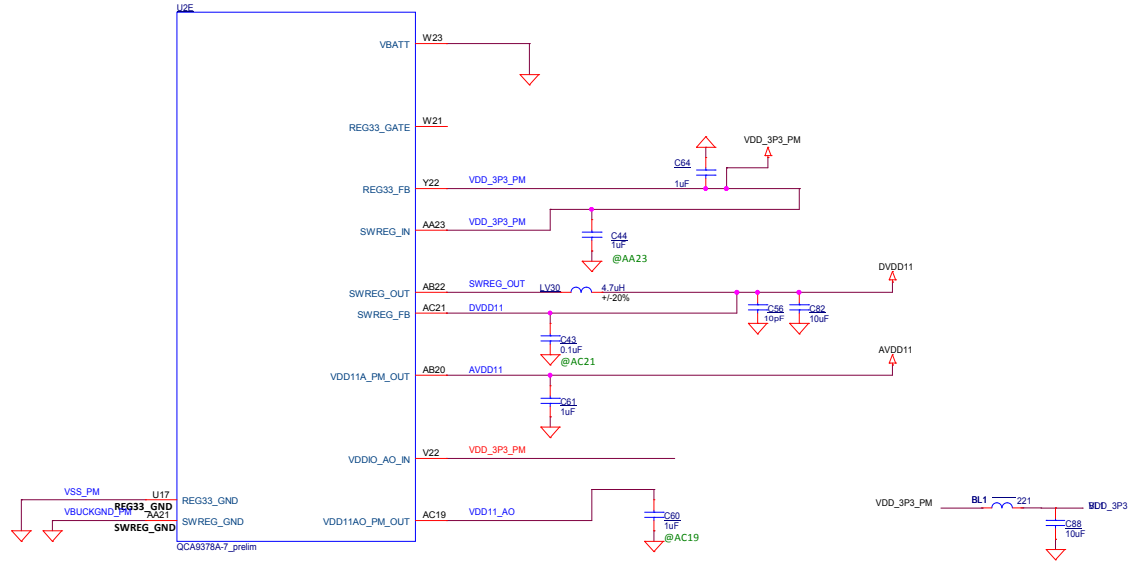 U2E
VBATT
W23
REG33_GATE
W21
VDD_3P3_PM
C64
1uF
REG33_FB
Y22
VDD_3P3_PM
SWREG_IN
AA23
VDD_3P3_PM
C44
1uF
@AA23
DVDD11
SWREG_OUT
AB22
SWREG_OUT
LV30
4.7uH
+/-20%
SWREG_FB
AC21
DVDD11
C56
10pF
C82
10uF
C43
0.1uF
@AC21
AVDD11
VDD11A_PM_OUT
AB20
AVDD11
C61
1uF
VDDIO_AO_IN
V22
VDD_3P3_PM
VSS_PM
U17
REG33_GND
REG33_GND
VBUCKGND_PM
AA21
SWREG_GND
SWREG_GND
VDD11AO_PM_OUT
AC19
VDD11_AO
C60
1uF
@AC19
VDD_3P3_PM
BL1
221
VDD_3P3
C88
10uF
QCA9378A-7_prelim